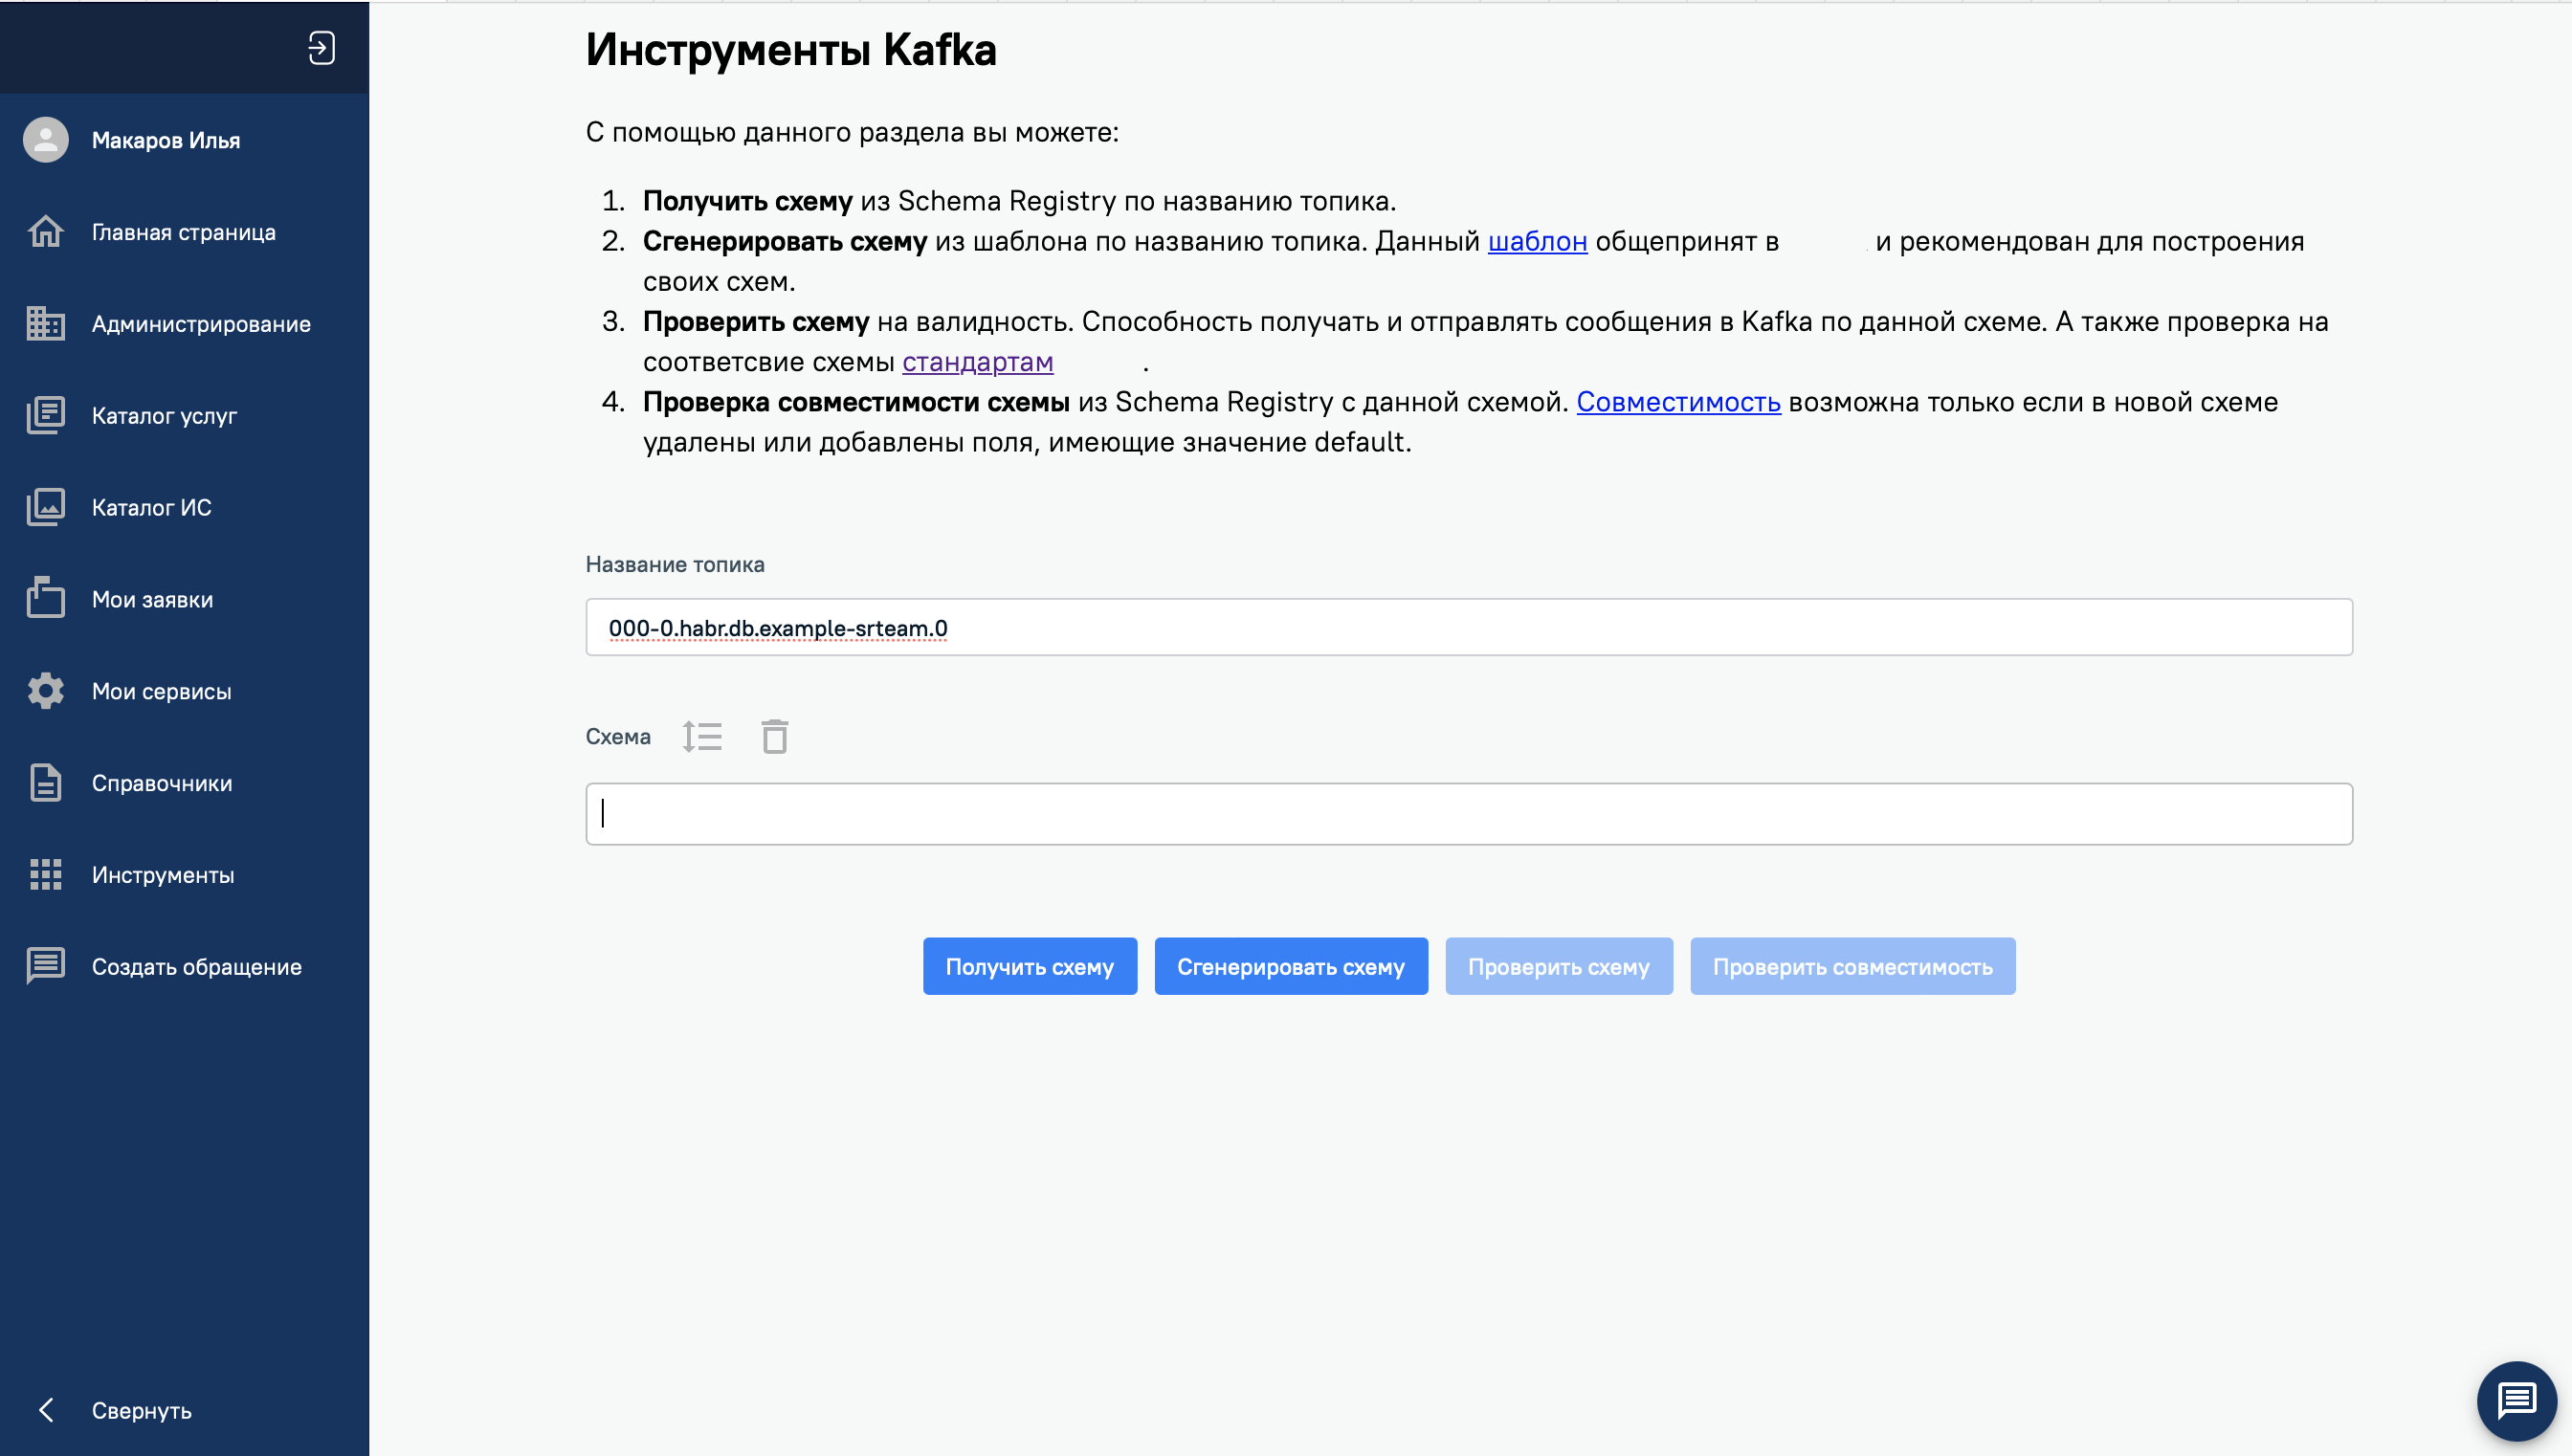 Макаров Илья
Главная страница
Администрирование
Каталог услуг
Каталог ИС
Мои заявки
Мои сервисы
Справочники
Инструменты
Создать обращение
Свернуть
Инструменты Kafka
С помощью данного раздела вы можете:
1. Получить схему из Schema Registry по названию топика.
2. Сгенерировать схему из шаблона по названию топика. Данный шаблон общепринят в и рекомендован для построения
своих схем.
3. Проверить схему на валидность. Способность получать и отправлять сообщения в Kafka по данной схеме. А также проверка на
соответсвие схемы стандартам .
4. Проверка совместимости схемы из Schema Registry с данной схемой. Совместимость возможна только если в новой схеме
удалены или добавлены поля, имеющие значение default.
Название топика
000-0.habr.db.example-srteam.0
Схема
Получить схему
Сгенерировать схему
Проверить схему
Проверить совместимость